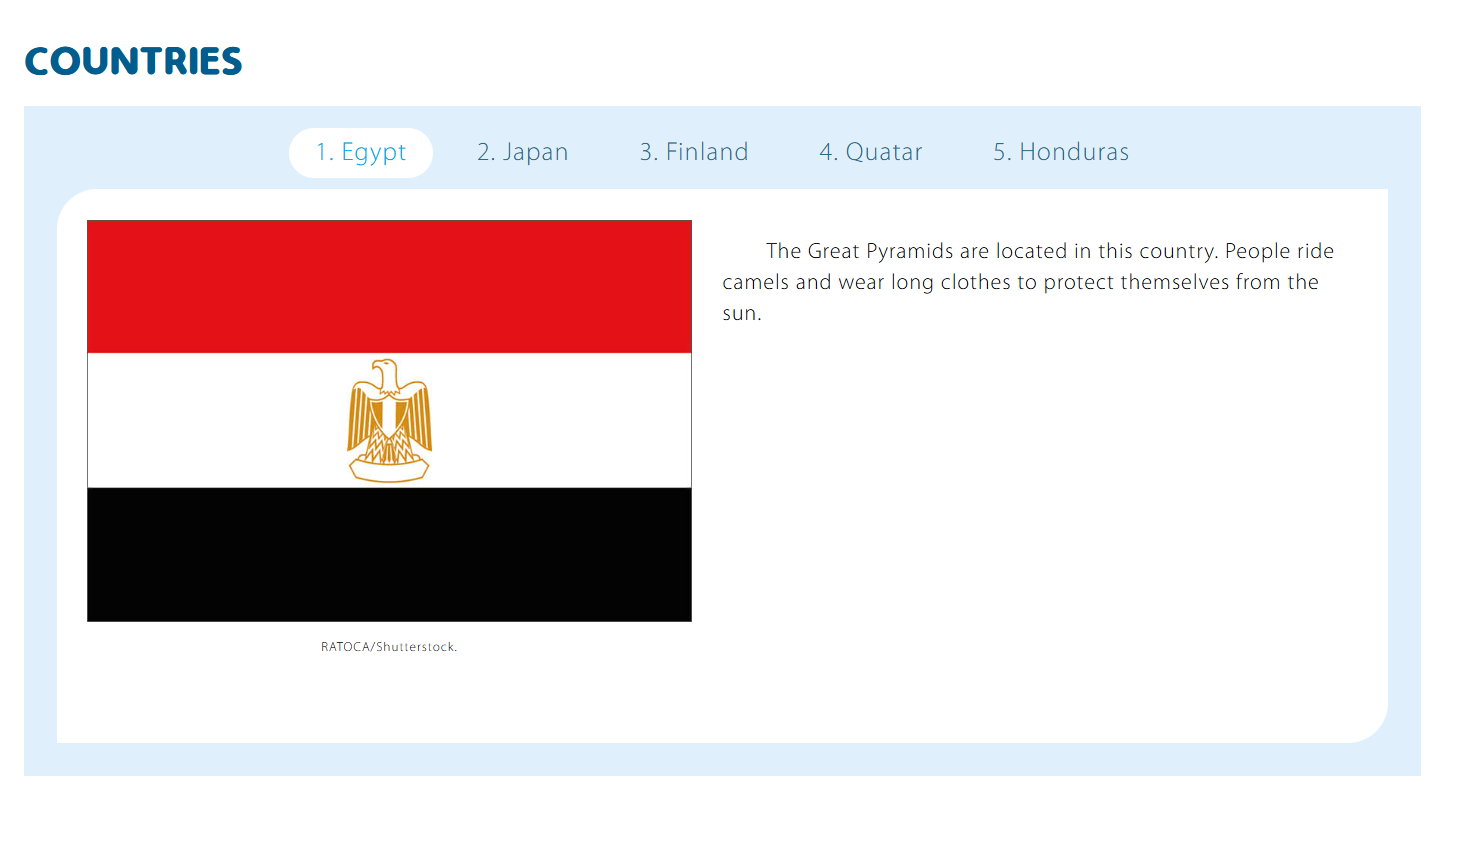 COUNTRIES
1. Egypt
2. Japan
3. Finland
4. Quatar
5. Honduras
The Great Pyramids are located in this country. People ride
camels and wear long clothes to protect themselves from the
sun.
RATOCA/Shutterstock.